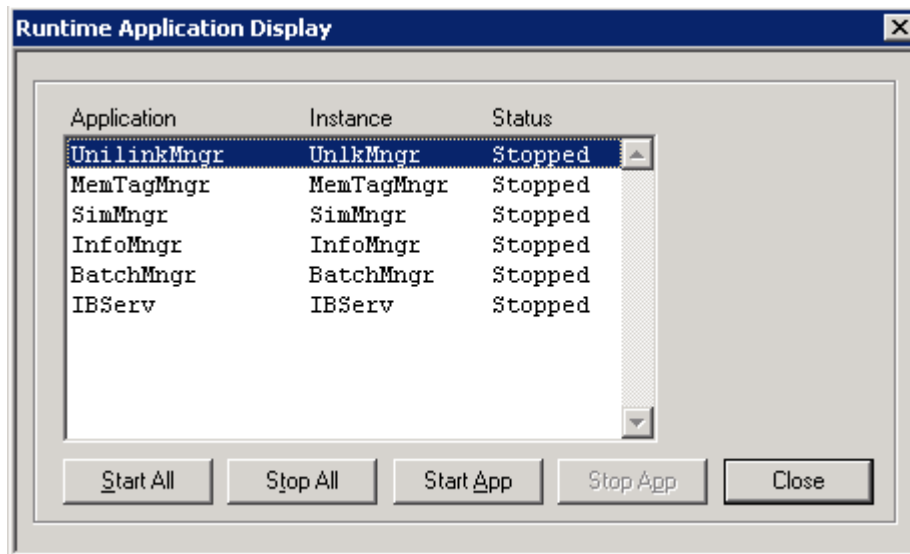 Runtime Application Display
Application Instance Status
UnilinkMngr UnlkMngr Stopped
MemTagMngr MemTagMngr Stopped
SimMngr SimMngr Stopped
InfoMngr InfoMngr Stopped
BatchMngr BatchMngr Stopped
IBServ IBServ Stopped
Start All Stop All Start App Stop App Close